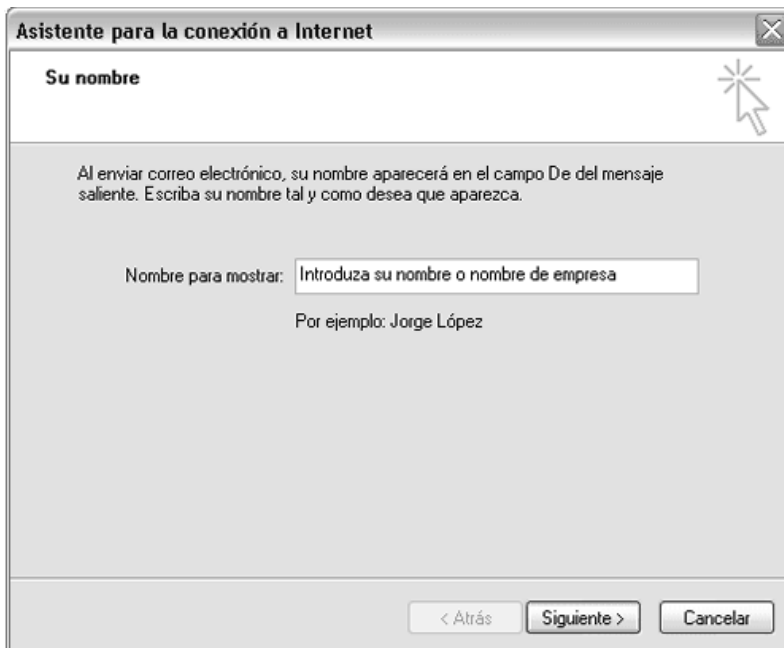 Asistente para la conexión a Internet
Su nombre
Al enviar correo electrónico, su nombre aparecerá en el campo De del mensaje
saliente. Escriba su nombre tal y como desea que aparezca.
Nombre para mostrar: Introduza su nombre o nombre de empresa
Por ejemplo: Jorge López
< Atrás Siguiente > Cancelar